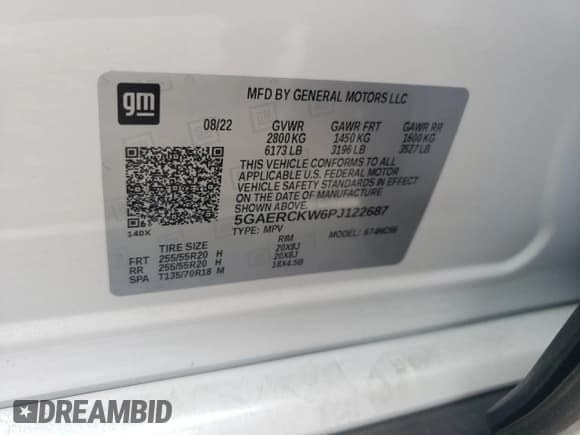 gm
MFD BY GENERAL MOTORS LLC
08/22 GVWR GAWR FRT GAWR RR
2800 KG 1450 KG 1600 KG
6173 LB 3196 LB 3527 LB
THIS VEHICLE CONFORMS TO ALL
APPLICABLE U.S. FEDERAL MOTOR
VEHICLE SAFETY STANDARDS IN EFFECT
ON THE DATE OF MANUFACTURE
SHOWN ABOVE.
140X
5GAERCKW6PJ122687
TYPE: MPV MODEL:
TIRE SIZE RIM
FRT 255/55R20 H 20X8J
RR 255/55R20 H 20X8J
SPA T135/70R18 M 18X4.5B
DREAMBID